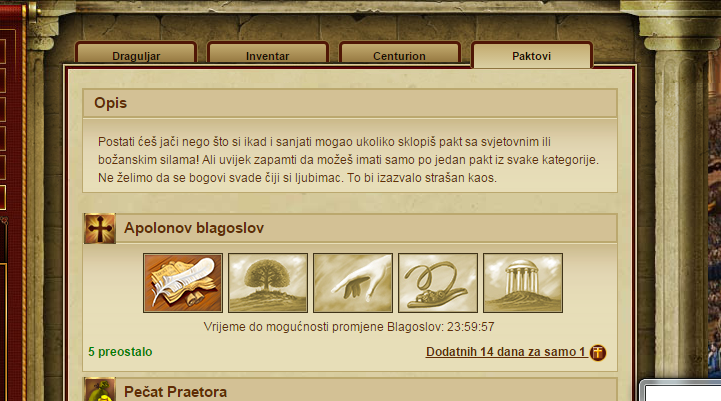 Draguljar
Inventar
Centurion
Paktovi
Opis
Postati ćeš jači nego što si ikad i sanjati mogao ukoliko sklopiš pakt sa svjetovnim ili
božanskim silama! Ali uvijek zapamti da možeš imati samo po jedan pakt iz svake kategorije.
Ne želimo da se bogovi svade čiji si ljubimac. To bi izazvalo strašan kaos.
Apolonov blagoslov
Vrijeme do mogućnosti promjene Blagoslov: 23:59:57
5 preostalo
Dodatnih 14 dana za samo 1
Pečat Praetora